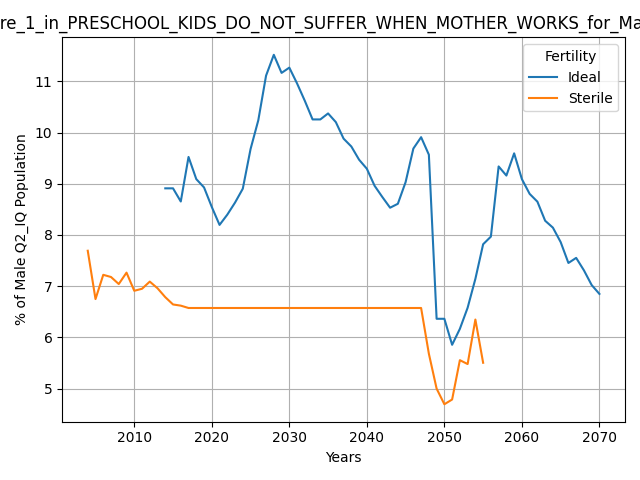 re_1_in_PRESCHOOL_KIDS_DO_NOT_SUFFER_WHEN_MOTHER_WORKS_for_Ma
Fertility
Ideal
Sterile
% of Male Q2_IQ Population
11
10
9
8
7
6
5
2010 2020 2030 2040 2050 2060 2070
Years